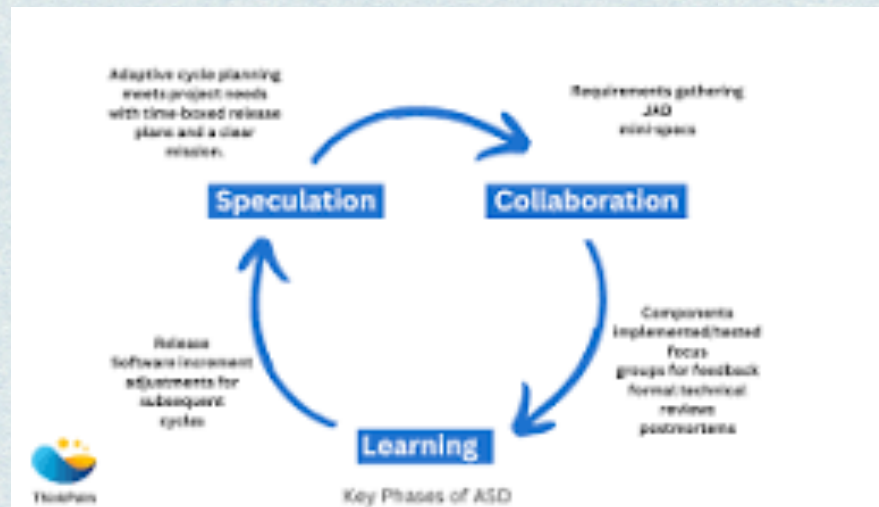 Adaptive cycle planning
meets project needs
with time-boxed release
plans and a clear
mission.
Requirements gathering
JAD
mini-specs
Speculation
Collaboration
Components
implemented/tested
focus
groups for feedback
formal technical
reviews
postmortems
Release
Software increment
adjustments for
subsequent
cycles
Learning
ThinkPalm
Key Phases of ASD